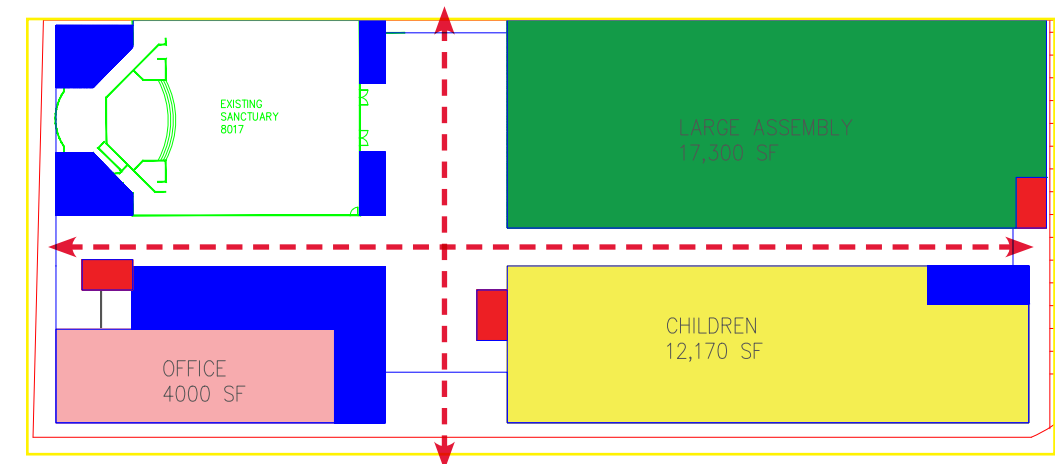 EXISTING
SANCTUARY
8017
LARGE ASSEMBLY
17,300 SF
CHILDREN
12,170 SF
OFFICE
4000 SF